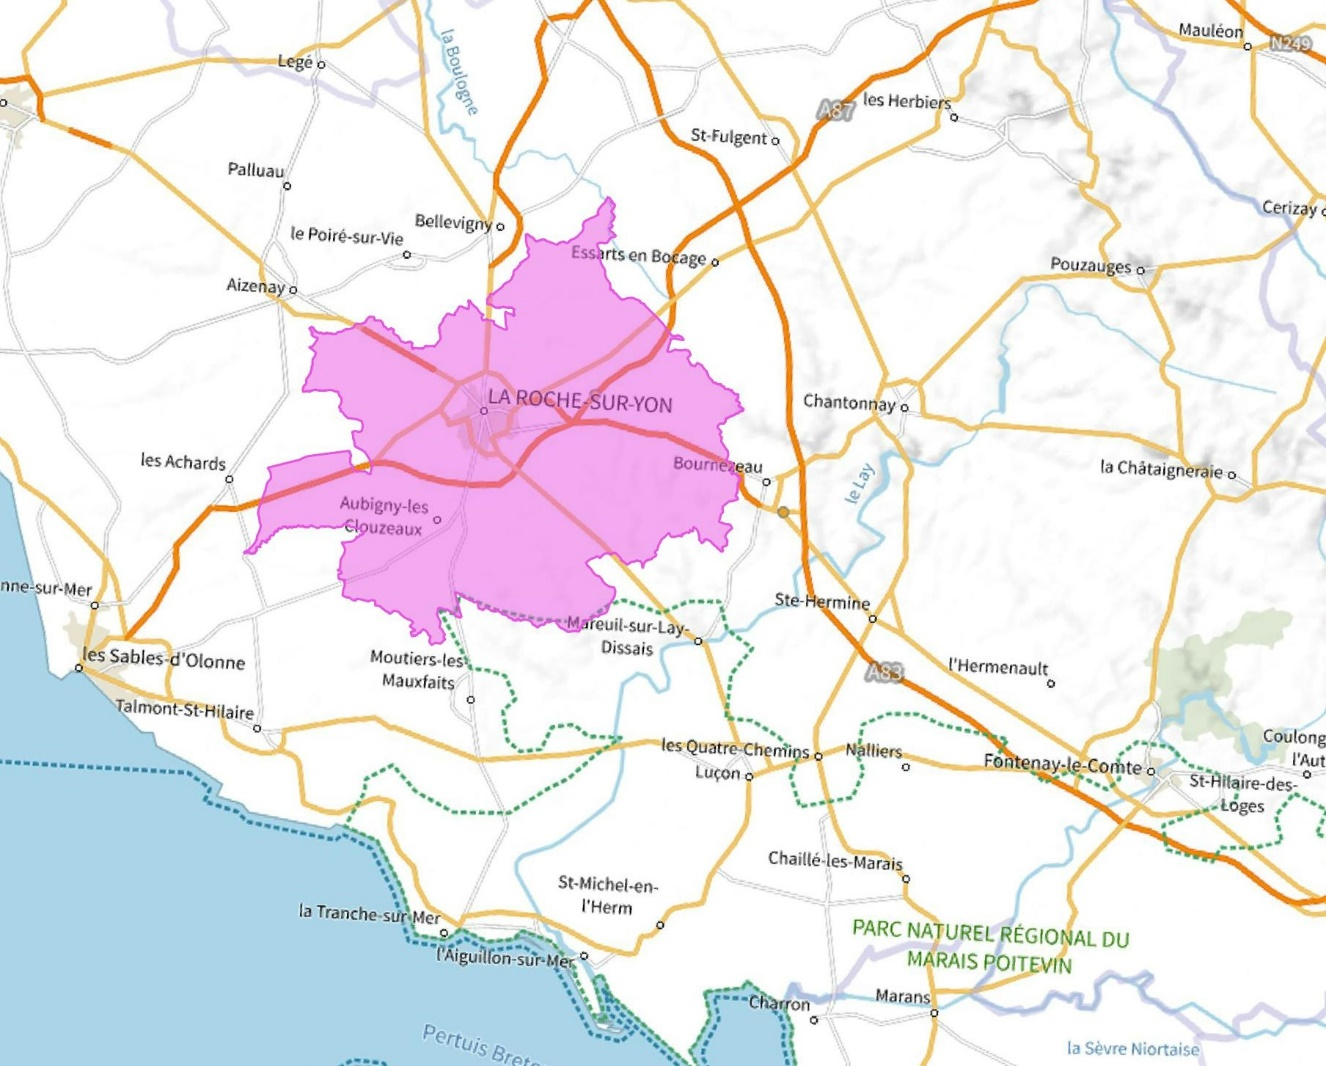 Mauléon
N249
la Boulogne
Legé
A87
les Herbiers
St-Fulgent
Palluau
Cerizay
Bellevigny
le Poiré-sur-Vie
Essarts en Bocage
Pouzauges
Aizenay
LA ROCHE-SUR-YON
Chantonnay
les Achards
Bournezeau
la Châtaigneraie
le Lay
Aubigny-les
Clouzeaux
nne-sur-Mer
Ste-Hermine
Mareuil-sur-Lay-
Dissais
les Sables-d'Olonne
Moutiers-les
Mauxfaits
A83
l'Hermenault
Talmont-St-Hilaire
les Quatre-Chemins
Nalliers
Coulong
l'Aut
Fontenay-le-Comte
Luçon
St-Hilaire-des-
Loges
Chaillé-les-Marais
St-Michel-en-
l'Herm
la Tranche-sur Mer
PARC NATUREL RÉGIONAL DU
MARAIS POITEVIN
l'Aiguillon-sur-Mer
Charron
Marans
Pertuis Breto
la Sèvre Niortaise